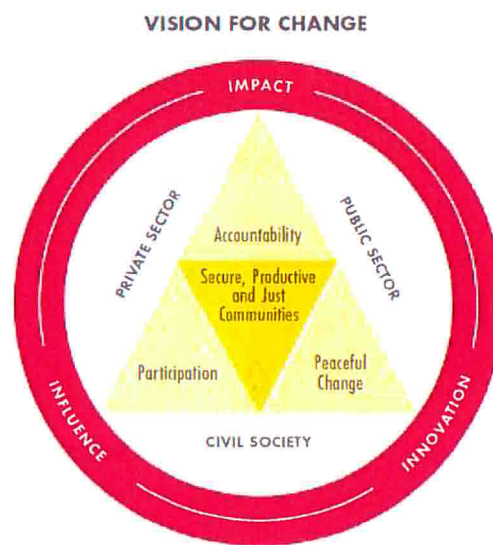 VISION FOR CHANGE
IMPACT
PRIVATE SECTOR
PUBLIC SECTOR
Accountability
Secure, Productive
and Just
Communities
Participation
Peaceful
Change
CIVIL SOCIETY
INFLUENCE
INNOVATION